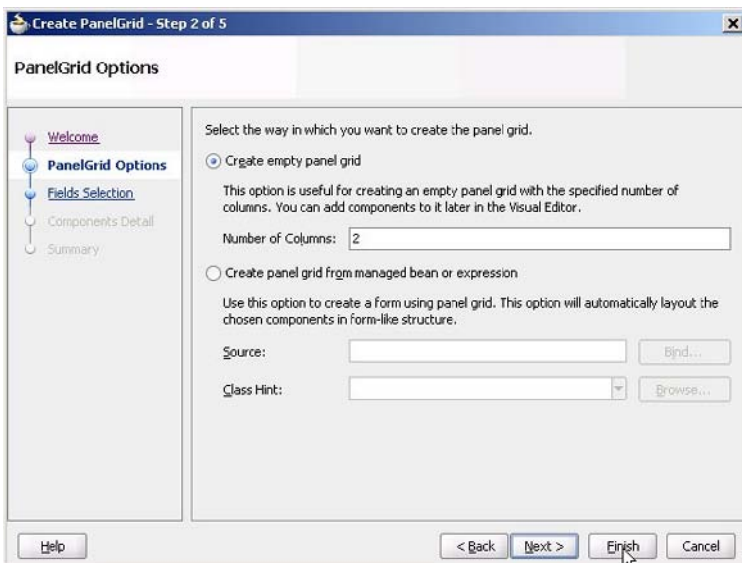 Create PanelGrid - Step 2 of 5
PanelGrid Options
Welcome
PanelGrid Options
Fields Selection
Components Detail
Summary
Select the way in which you want to create the panel grid.
Create empty panel grid
This option is useful for creating an empty panel grid with the specified number of
columns. You can add components to it later in the Visual Editor.
Number of Columns: 2
Create panel grid from managed bean or expression
Use this option to create a form using panel grid. This option will automatically layout the
chosen components in form-like structure.
Source: Bind...
Class Hint: Browse...
Help < Back Next > Finish Cancel